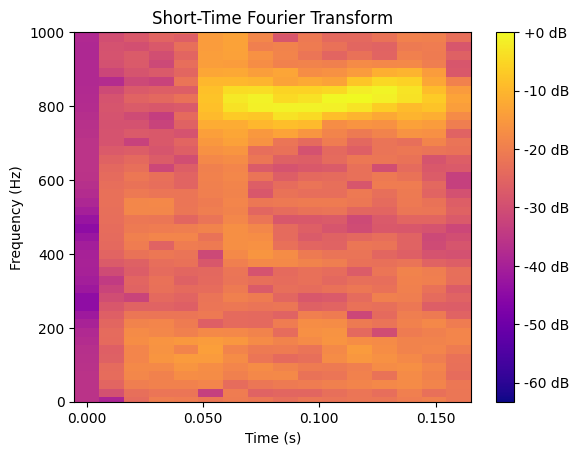 Short-Time Fourier Transform
1000
800
600
400
200
0
Frequency (Hz)
0.000
0.050
0.100
0.150
Time (s)
+0 dB
-10 dB
-20 dB
-30 dB
-40 dB
-50 dB
-60 dB